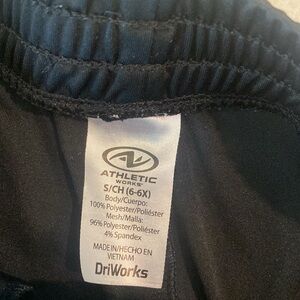 AW
ATHLETIC
WORKS
S/CH (6-6X)
Body/Cuerpo:
100% Polyester/Poliéster
Mesh/Malla:
96% Polyester/Poliéster
4% Spandex
MADE IN/HECHO EN
VIETNAM
DriWorks